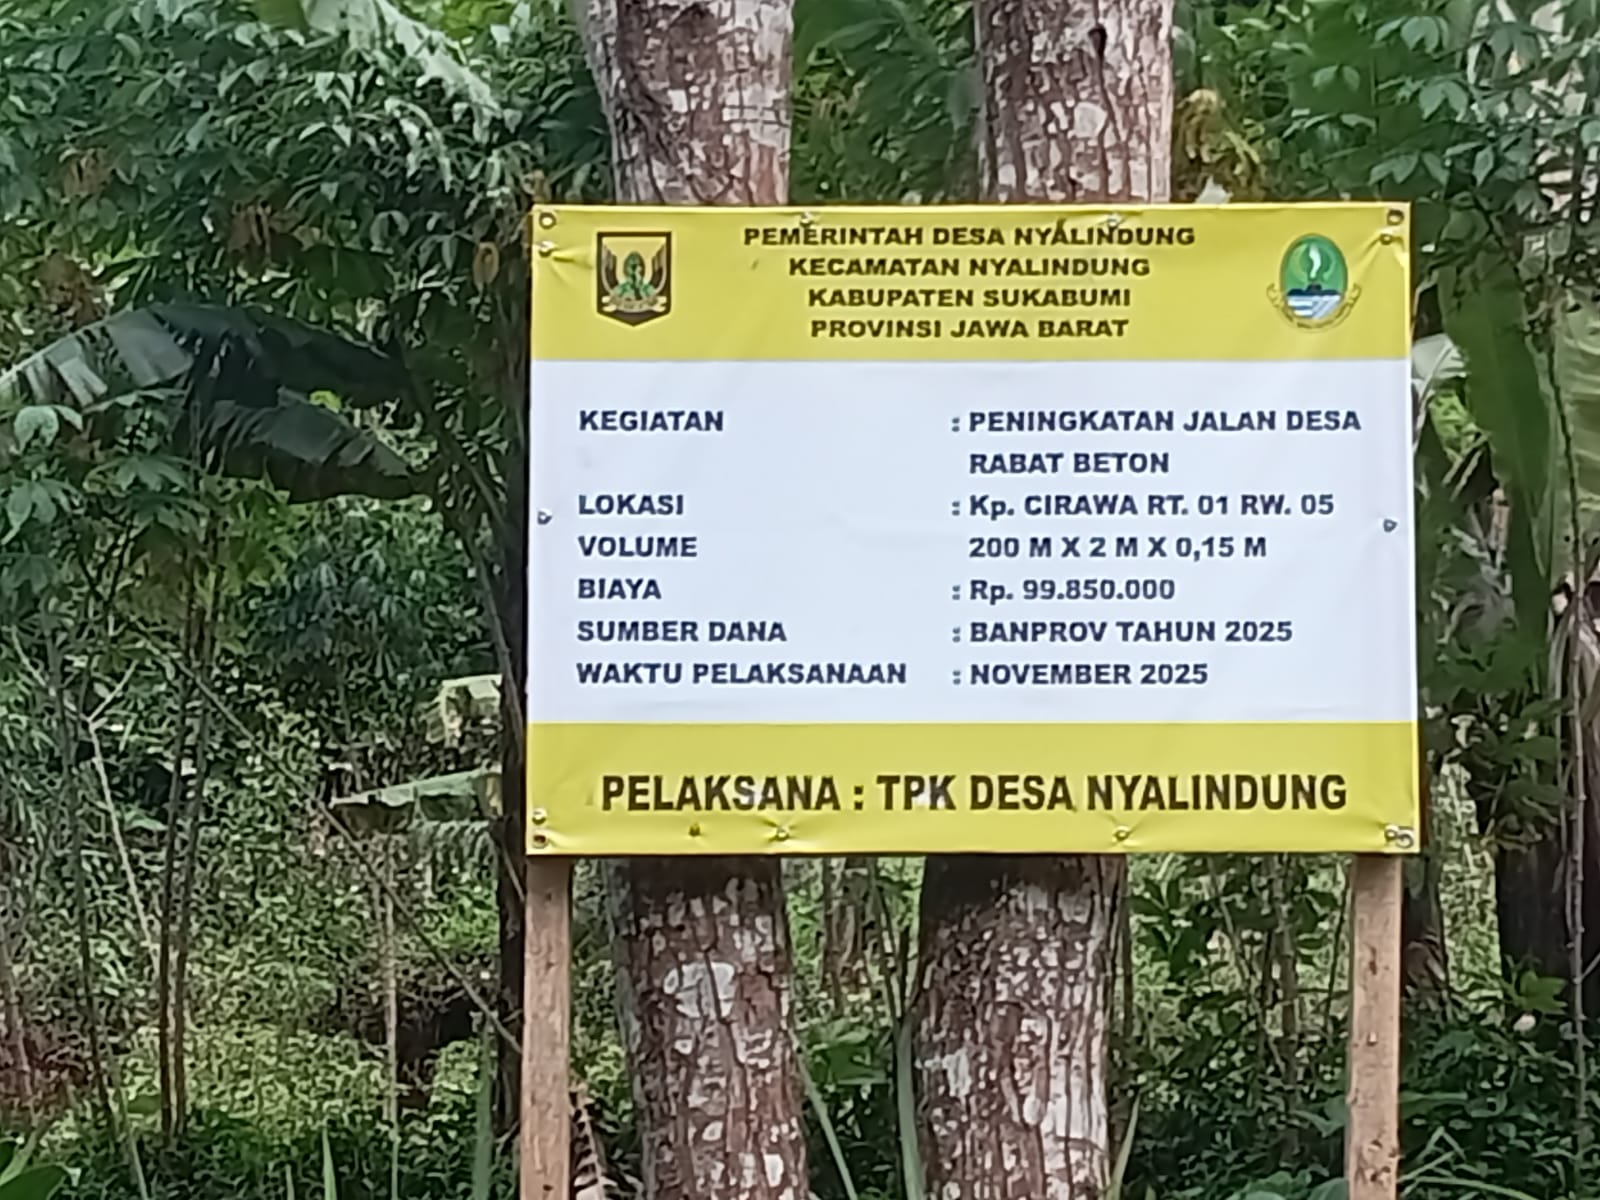 PEMERINTAH DESA NYALINDUNG
KECAMATAN NYALINDUNG
KABUPATEN SUKABUMI
PROVINSI JAWA BARAT
KEGIATAN : PENINGKATAN JALAN DESA
RABAT BETON
LOKASI : Kp. CIRAWA RT. 01 RW. 05
VOLUME 200 M X 2 M X 0,15 M
BIAYA : Rp. 99.850.000
SUMBER DANA : BANPROV TAHUN 2025
WAKTU PELAKSANAAN : NOVEMBER 2025
PELAKSANA : TPK DESA NYALINDUNG